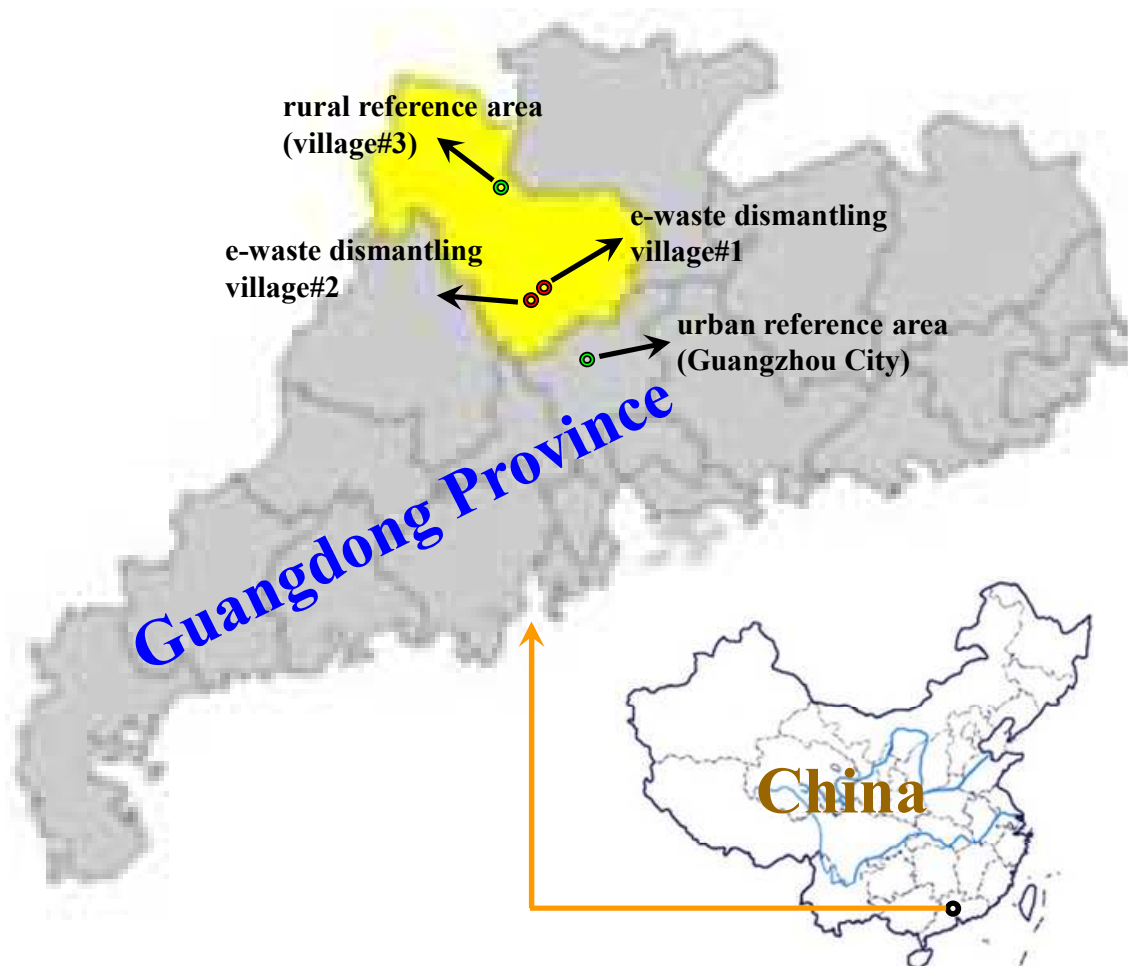 rural reference area
(village#3)
e-waste dismantling
village#1
e-waste dismantling
village#2
urban reference area
(Guangzhou City)
Guangdong Province
China